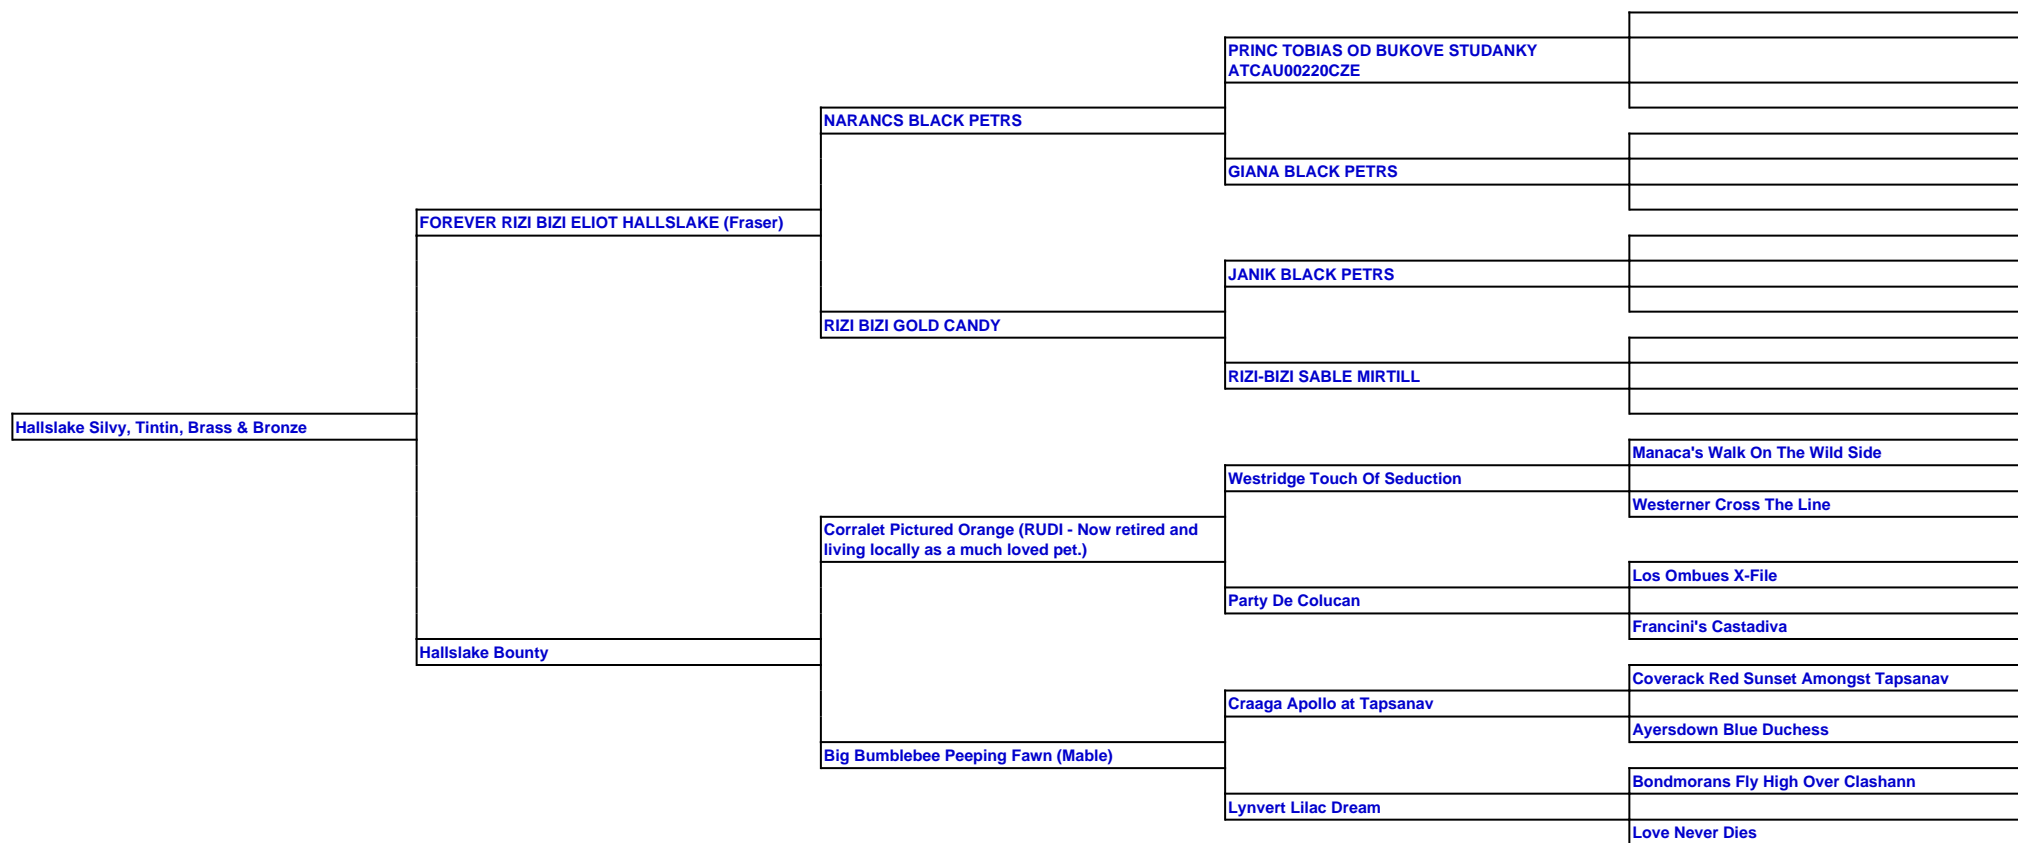 PRINC TOBIAS OD BUKOVE STUDANKY
ATCAU00220CZE
NARANCS BLACK PETRS
GIANA BLACK PETRS
FOREVER RIZI BIZI ELIOT HALLSLAKE (Fraser)
JANIK BLACK PETRS
RIZI BIZI GOLD CANDY
RIZI-BIZI SABLE MIRTILL
Hallslake Silvy, Tintin, Brass & Bronze
Manaca's Walk On The Wild Side
Westridge Touch Of Seduction
Westerner Cross The Line
Corralet Pictured Orange (RUDI - Now retired and
living locally as a much loved pet.)
Los Ombues X-File
Party De Colucan
Francini's Castadiva
Hallslake Bounty
Coverack Red Sunset Amongst Tapsanav
Craaga Apollo at Tapsanav
Ayersdown Blue Duchess
Big Bumblebee Peeping Fawn (Mable)
Bondmorans Fly High Over Clashann
Lynvert Lilac Dream
Love Never Dies